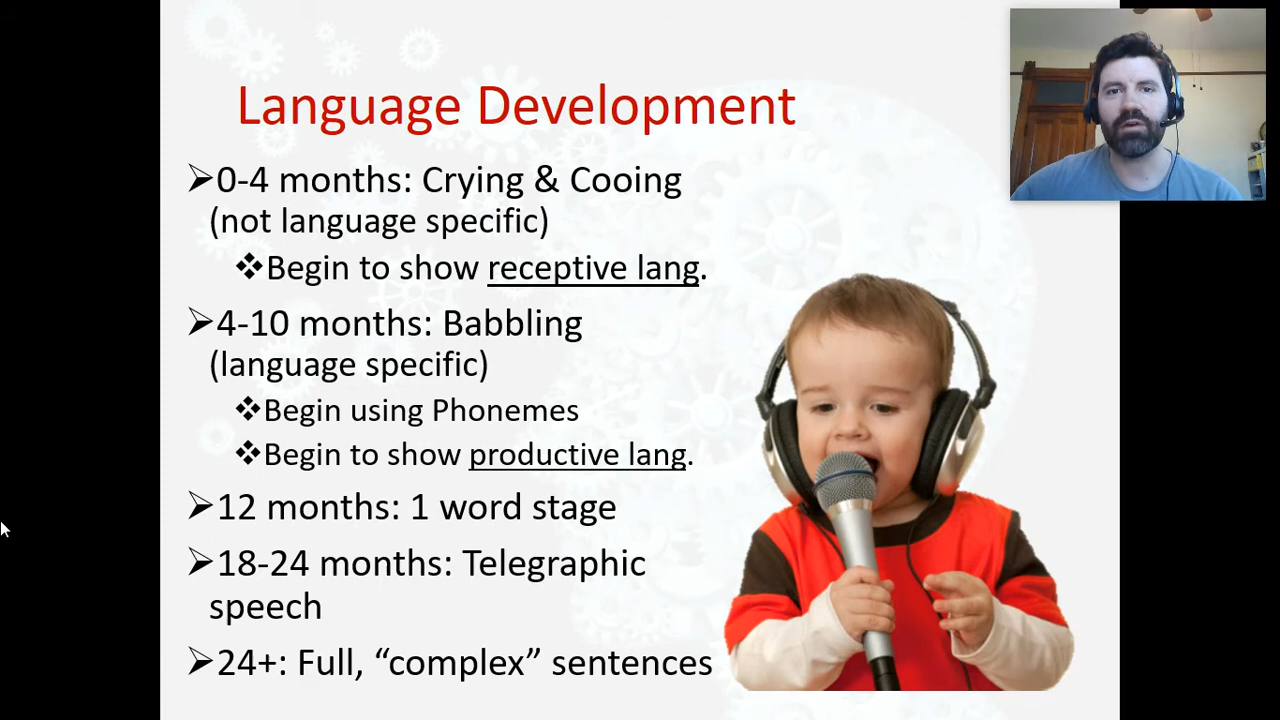 Language Development
➢0-4 months: Crying & Cooing
(not language specific)
❖Begin to show receptive lang.
➢4-10 months: Babbling
(language specific)
❖Begin using Phonemes
❖Begin to show productive lang.
➢12 months: 1 word stage
➢18-24 months: Telegraphic
speech
➢24+: Full, “complex” sentences